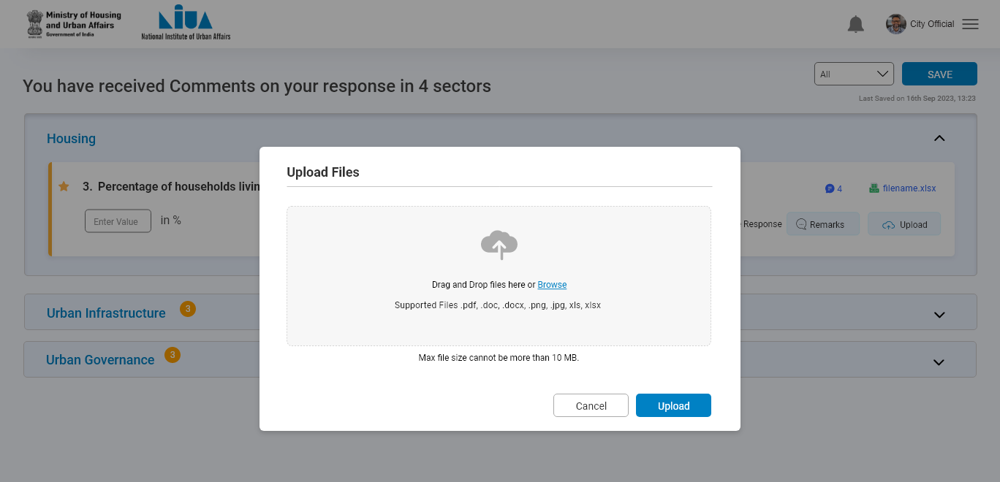 Ministry of Housing
and Urban Affairs
Government of India
NIUA
National Institute of Urban Affairs
City Official
You have received Comments on your response in 4 sectors
All
SAVE
Last Saved on 16th Sep 2023, 13:23
Housing
3. Percentage of households livin
4
filename.xlsx
Enter Value
in %
Response
Remarks
Upload
Urban Infrastructure
3
Urban Governance
3
Upload Files
Drag and Drop files here or Browse
Supported Files .pdf, .doc, .docx, .png, .jpg, xls, xlsx
Max file size cannot be more than 10 MB.
Cancel
Upload